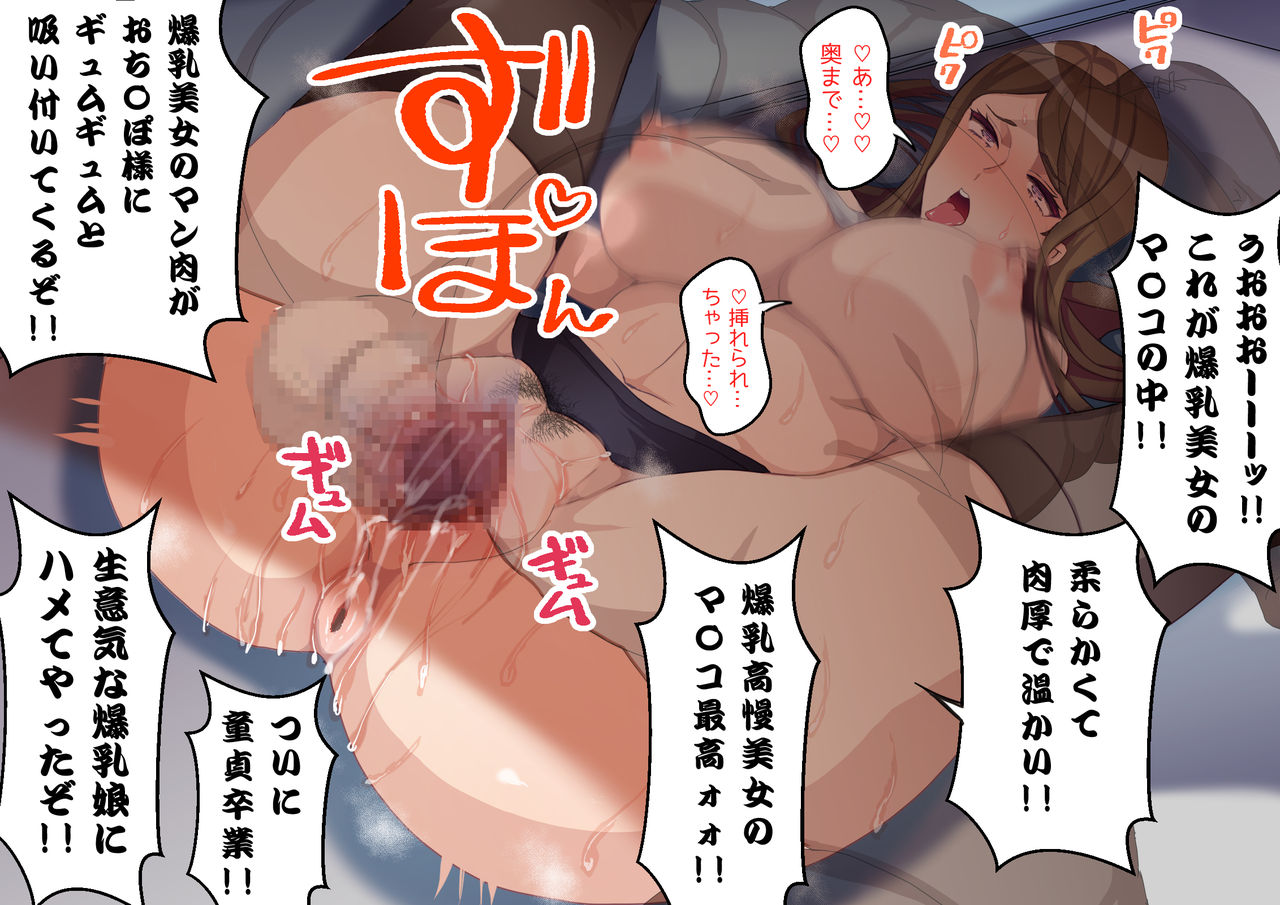 うおおおーーーッ!!
これが爆乳美女の
マ〇コの中!!
ピク
ピク
♡あ…♡♡
奥まで…♡
♡挿れられ…
ちゃった…♡
柔らかくて
肉厚で温かい!!
ず
ぽ
ん
爆乳高慢美女の
マ〇コ最高ォォ!!
ギュム
ギュム
爆乳美女のマン肉が
おち〇ぽ様に
ギュムギュムと
吸い付いてくるぞ!!
ついに
童貞卒業!!
生意気な爆乳娘に
ハメてやったぞ!!